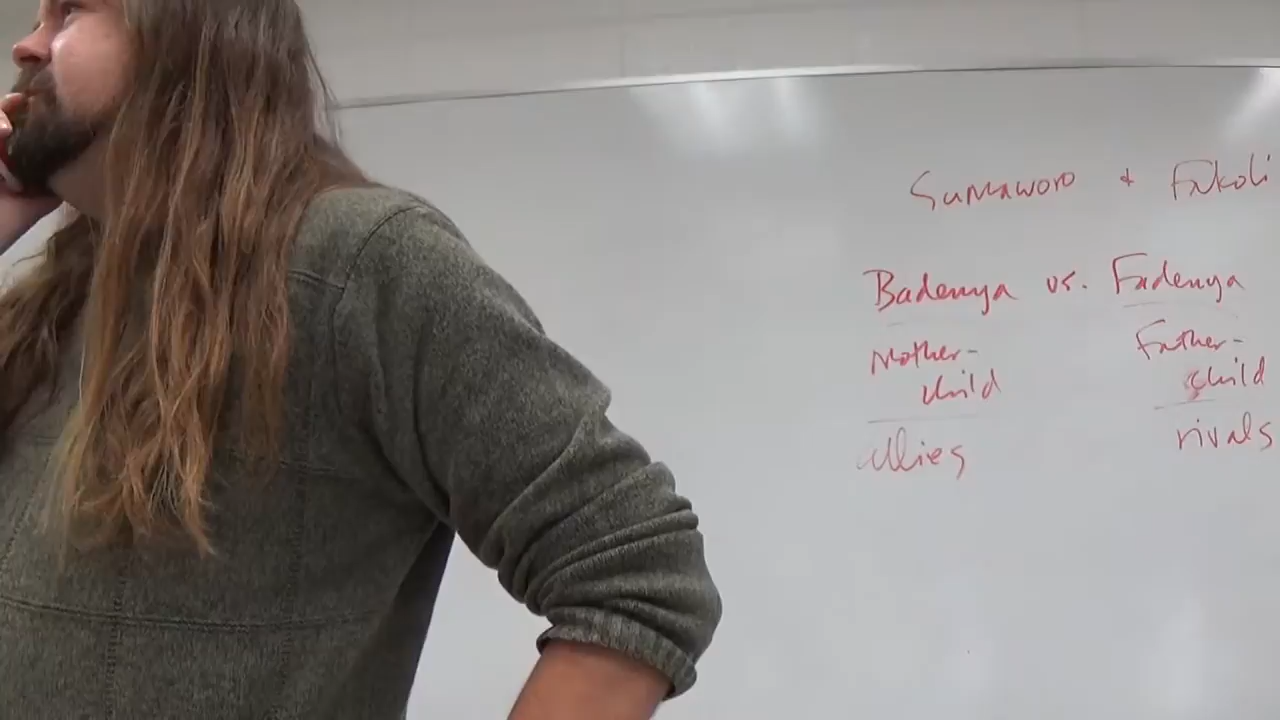 Sumaworo + Fakoli
Badenya vs. Fadenya
Mother-
child
Father-
child
allies
rivals